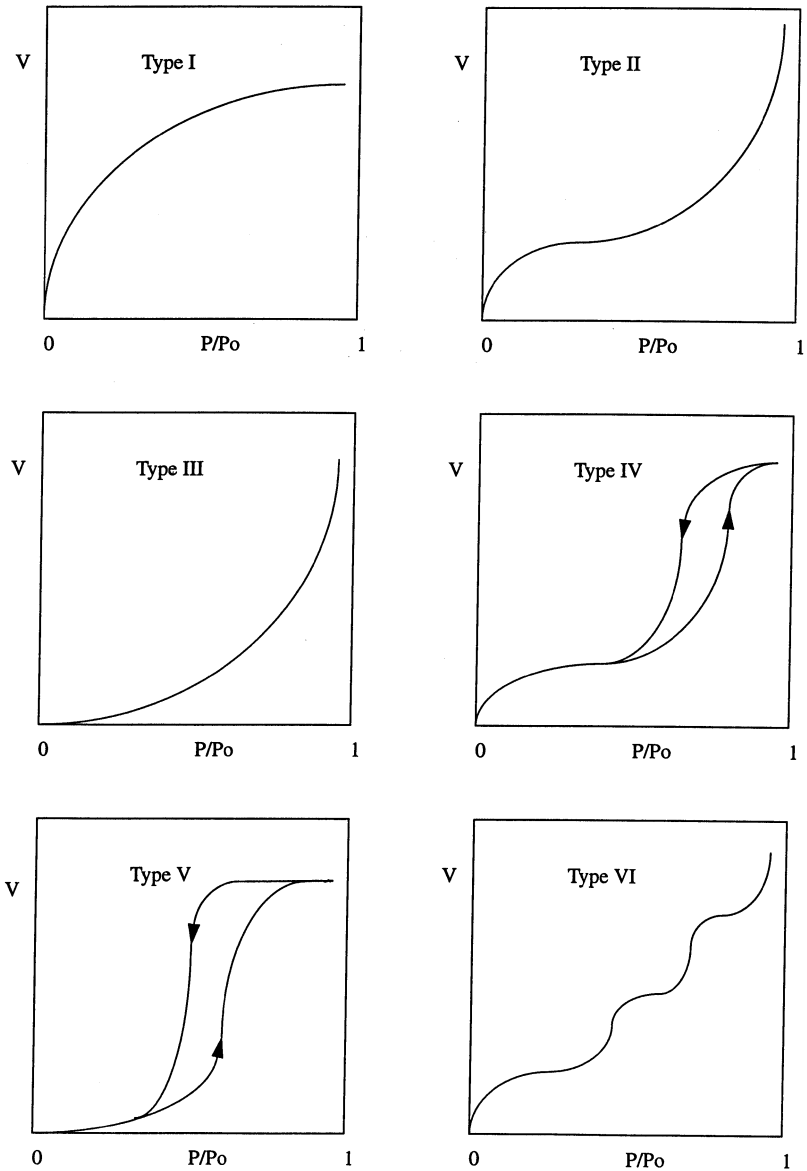 V Type I
0 P/Po 1
V Type II
0 P/Po 1
V Type III
0 P/Po 1
V Type IV
0 P/Po 1
V Type V
0 P/Po 1
V Type VI
0 P/Po 1